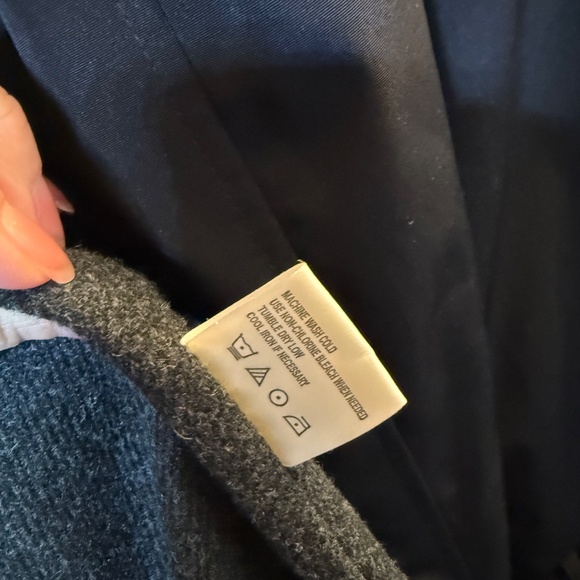 MACHINE WASH COLD
USE NON-CHLORINE BLEACH WHEN NEEDED
TUMBLE DRY LOW
COOL IRON IF NECESSARY